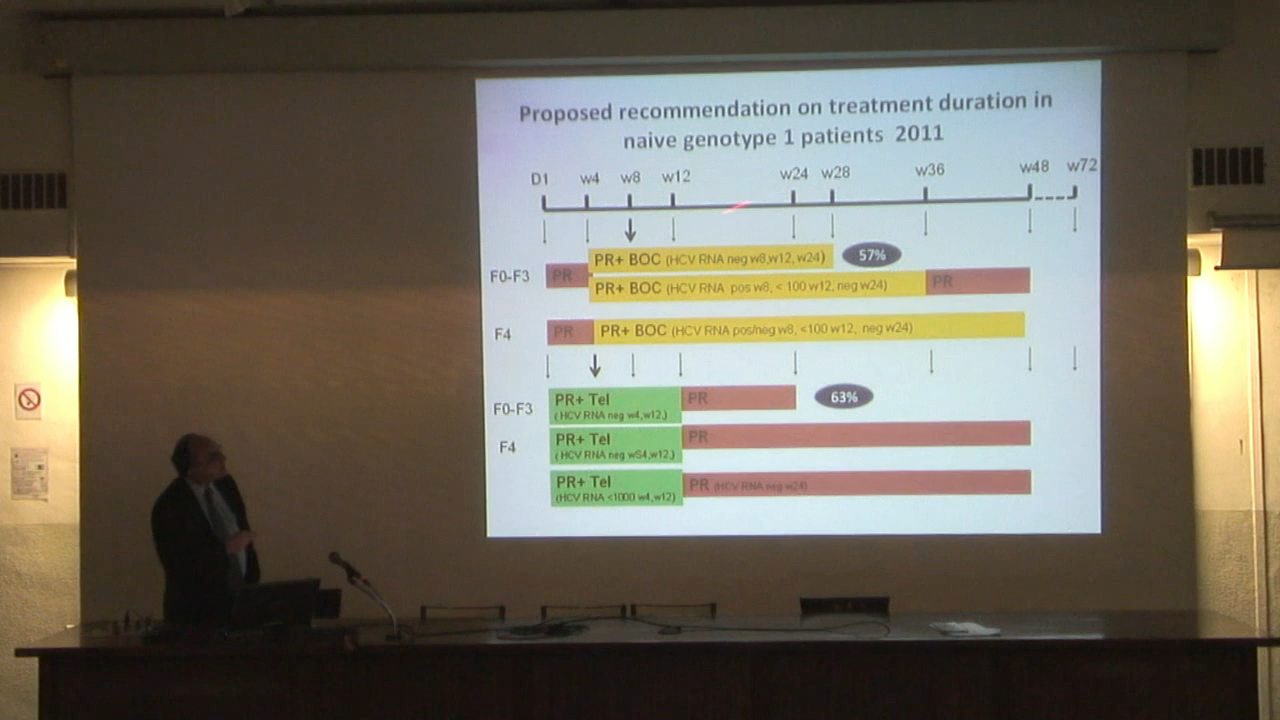 Proposed recommendation on treatment duration in
naive genotype 1 patients 2011
D1 w4 w8 w12 w24 w28 w36 w48 w72
PR+ BOC (HCV RNA neg w8,w12, w24) 57%
F0-F3 PR
PR+ BOC (HCV RNA pos w8, < 100 w12, neg w24) PR
F4 PR PR+ BOC (HCV RNA pos/neg w8, <100 w12, neg w24)
F0-F3 PR+ Tel PR 63%
(HCV RNA neg w4,w12,)
F4 PR+ Tel PR
(HCV RNA neg wS4,w12,)
PR+ Tel PR (HCV RNA neg w24)
(HCV RNA <1000 w4,w12)